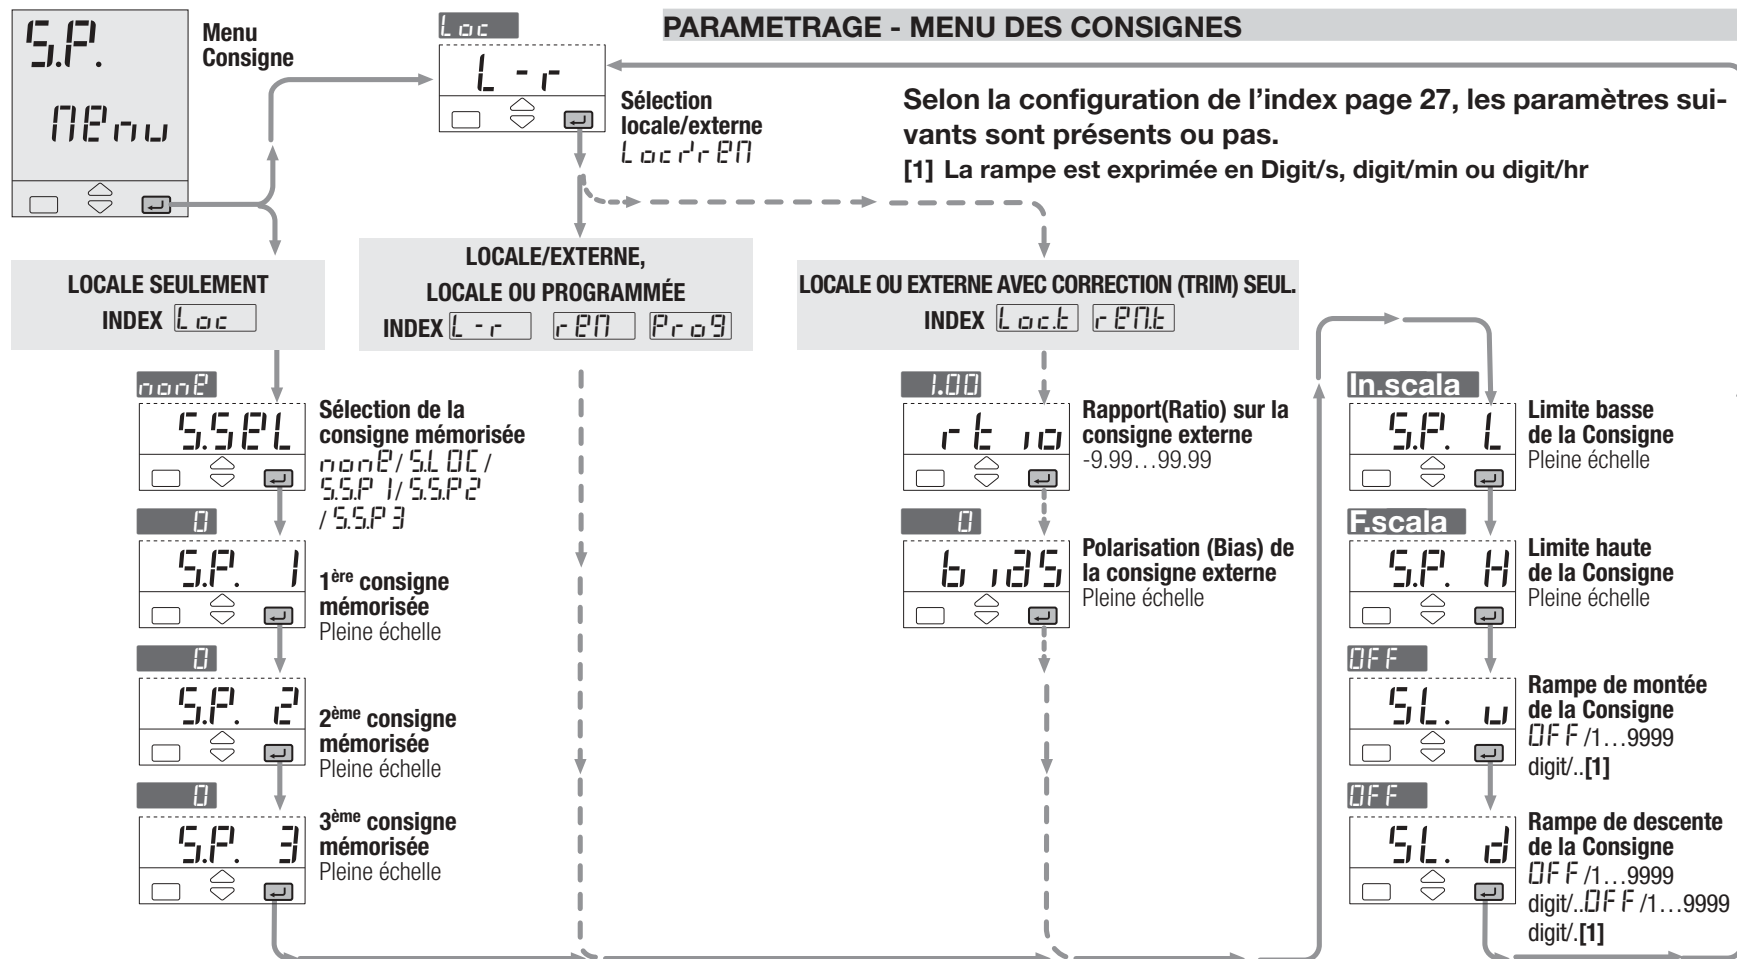 PARAMETRAGE - MENU DES CONSIGNES
S.P.
MEnu
Menu
Consigne
Loc
L-r
Sélection
locale/externe
Loc/rEM
Selon la configuration de l'index page 27, les paramètres sui-
vants sont présents ou pas.
[1] La rampe est exprimée en Digit/s, digit/min ou digit/hr
LOCALE SEULEMENT
INDEX Loc
LOCALE/EXTERNE,
LOCALE OU PROGRAMMÉE
INDEX L-r rEM Prog
LOCALE OU EXTERNE AVEC CORRECTION (TRIM) SEUL.
INDEX Loc.t rEM.t
nonE
S.SEL
Sélection de la
consigne mémorisée
nonE/ S.LOC /
S.S.P 1/ S.S.P 2
/ S.S.P 3
0
S.P. 1
1ère consigne
mémorisée
Pleine échelle
0
S.P. 2
2ème consigne
mémorisée
Pleine échelle
0
S.P. 3
3ème consigne
mémorisée
Pleine échelle
1.00
rtio
Rapport(Ratio) sur la
consigne externe
-9.99…99.99
0
biaS
Polarisation (Bias) de
la consigne externe
Pleine échelle
In.scala
S.P. L
Limite basse
de la Consigne
Pleine échelle
F.scala
S.P. H
Limite haute
de la Consigne
Pleine échelle
OFF
SL. u
Rampe de montée
de la Consigne
OFF /1…9999
digit/..[1]
OFF
SL. d
Rampe de descente
de la Consigne
OFF /1…9999
digit/..OFF /1…9999
digit/.[1]